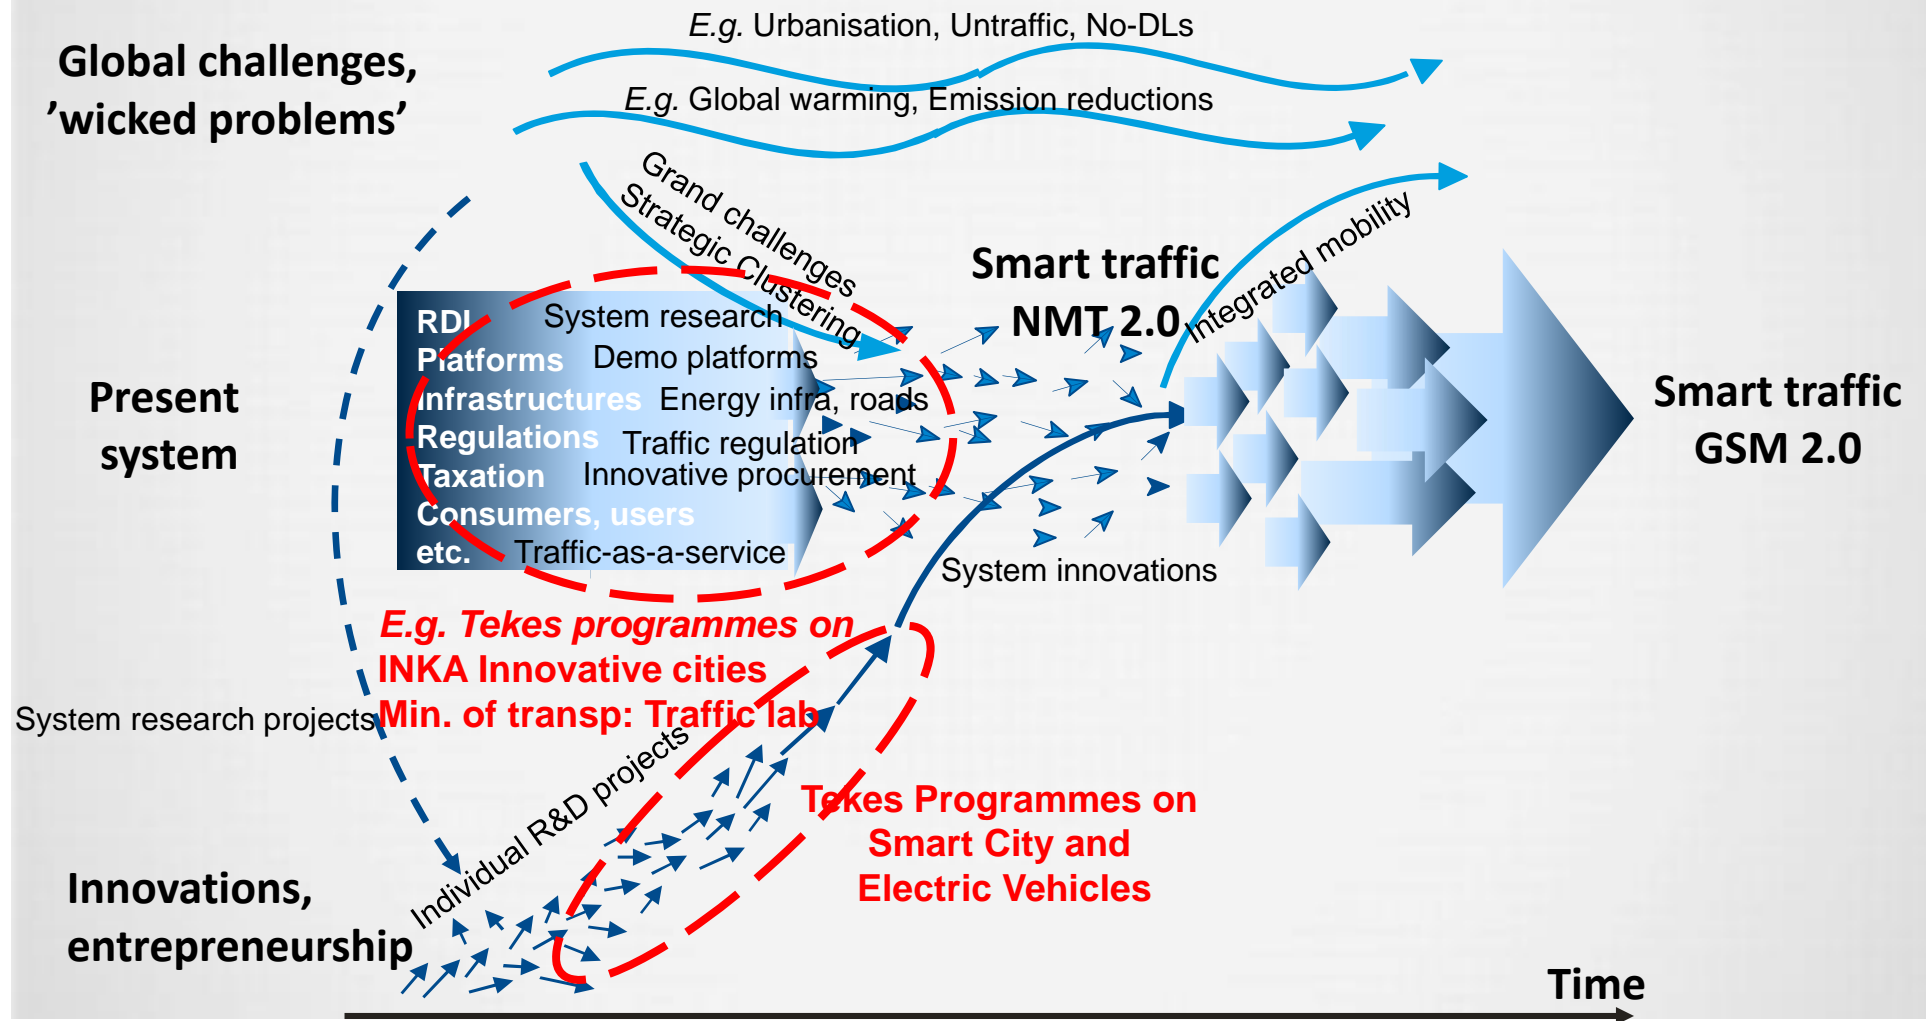 E.g. Urbanisation, Untraffic, No-DLs
Global challenges,
’wicked problems’
E.g. Global warming, Emission reductions
Grand challenges
Strategic Clustering
Smart traffic
NMT 2.0
Integrated mobility
Present
system
RDI
System research
Platforms
Demo platforms
Infrastructures
Energy infra, roads
Regulations
Traffic regulation
Taxation
Innovative procurement
Consumers, users
etc.
Traffic-as-a-service
Smart traffic
GSM 2.0
System innovations
E.g. Tekes programmes on
INKA Innovative cities
Min. of transp: Traffic lab
System research projects
Individual R&D projects
Tekes Programmes on
Smart City and
Electric Vehicles
Innovations,
entrepreneurship
Time